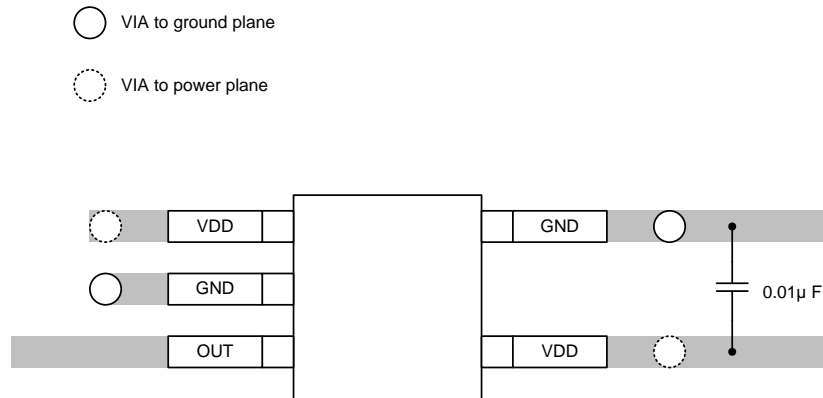 VIA to ground plane
VIA to power plane
VDD
GND
GND
0.01µ F
OUT
VDD